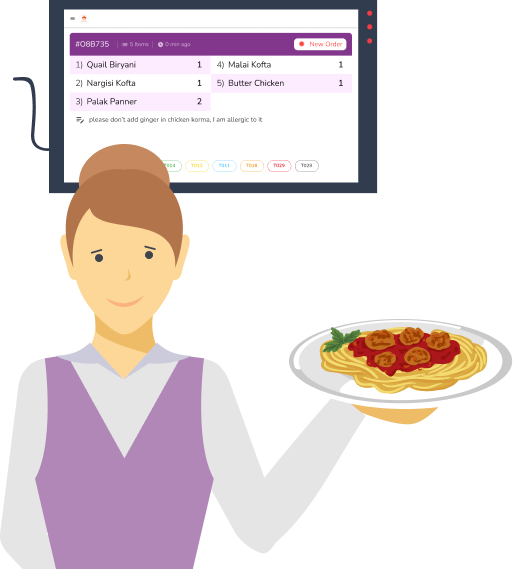 #O8B735 5 Items 0 min ago New Order
1) Quail Biryani 1 4) Malai Kofta 1
2) Nargisi Kofta 1 5) Butter Chicken 1
3) Palak Panner 2
please don't add ginger in chicken korma, I am allergic to it
T011 T018 T029 T029